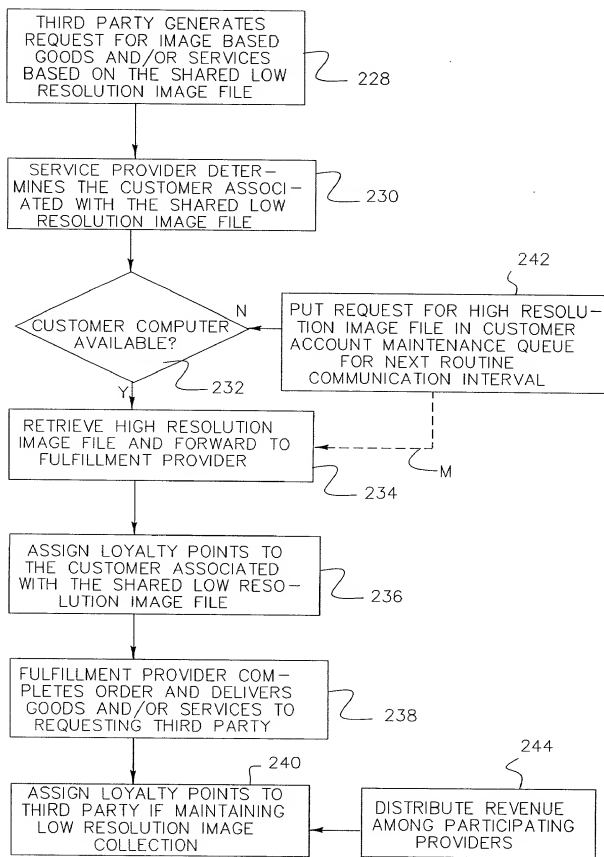 THIRD PARTY GENERATES
REQUEST FOR IMAGE BASED
GOODS AND/OR SERVICES
BASED ON THE SHARED LOW
RESOLUTION IMAGE FILE
228
SERVICE PROVIDER DETER-
MINES THE CUSTOMER ASSOCI-
ATED WITH THE SHARED LOW
RESOLUTION IMAGE FILE
230
CUSTOMER COMPUTER
AVAILABLE?
N
Y
232
242
PUT REQUEST FOR HIGH RESOLU-
TION IMAGE FILE IN CUSTOMER
ACCOUNT MAINTENANCE QUEUE
FOR NEXT ROUTINE
COMMUNICATION INTERVAL
M
RETRIEVE HIGH RESOLUTION
IMAGE FILE AND FORWARD TO
FULFILLMENT PROVIDER
234
ASSIGN LOYALTY POINTS TO
THE CUSTOMER ASSOCIATED
WITH THE SHARED LOW RESO-
LUTION IMAGE FILE
236
FULFILLMENT PROVIDER COM-
PLETES ORDER AND DELIVERS
GOODS AND/OR SERVICES TO
REQUESTING THIRD PARTY
238
240
ASSIGN LOYALTY POINTS TO
THIRD PARTY IF MAINTAINING
LOW RESOLUTION IMAGE
COLLECTION
244
DISTRIBUTE REVENUE
AMONG PARTICIPATING
PROVIDERS